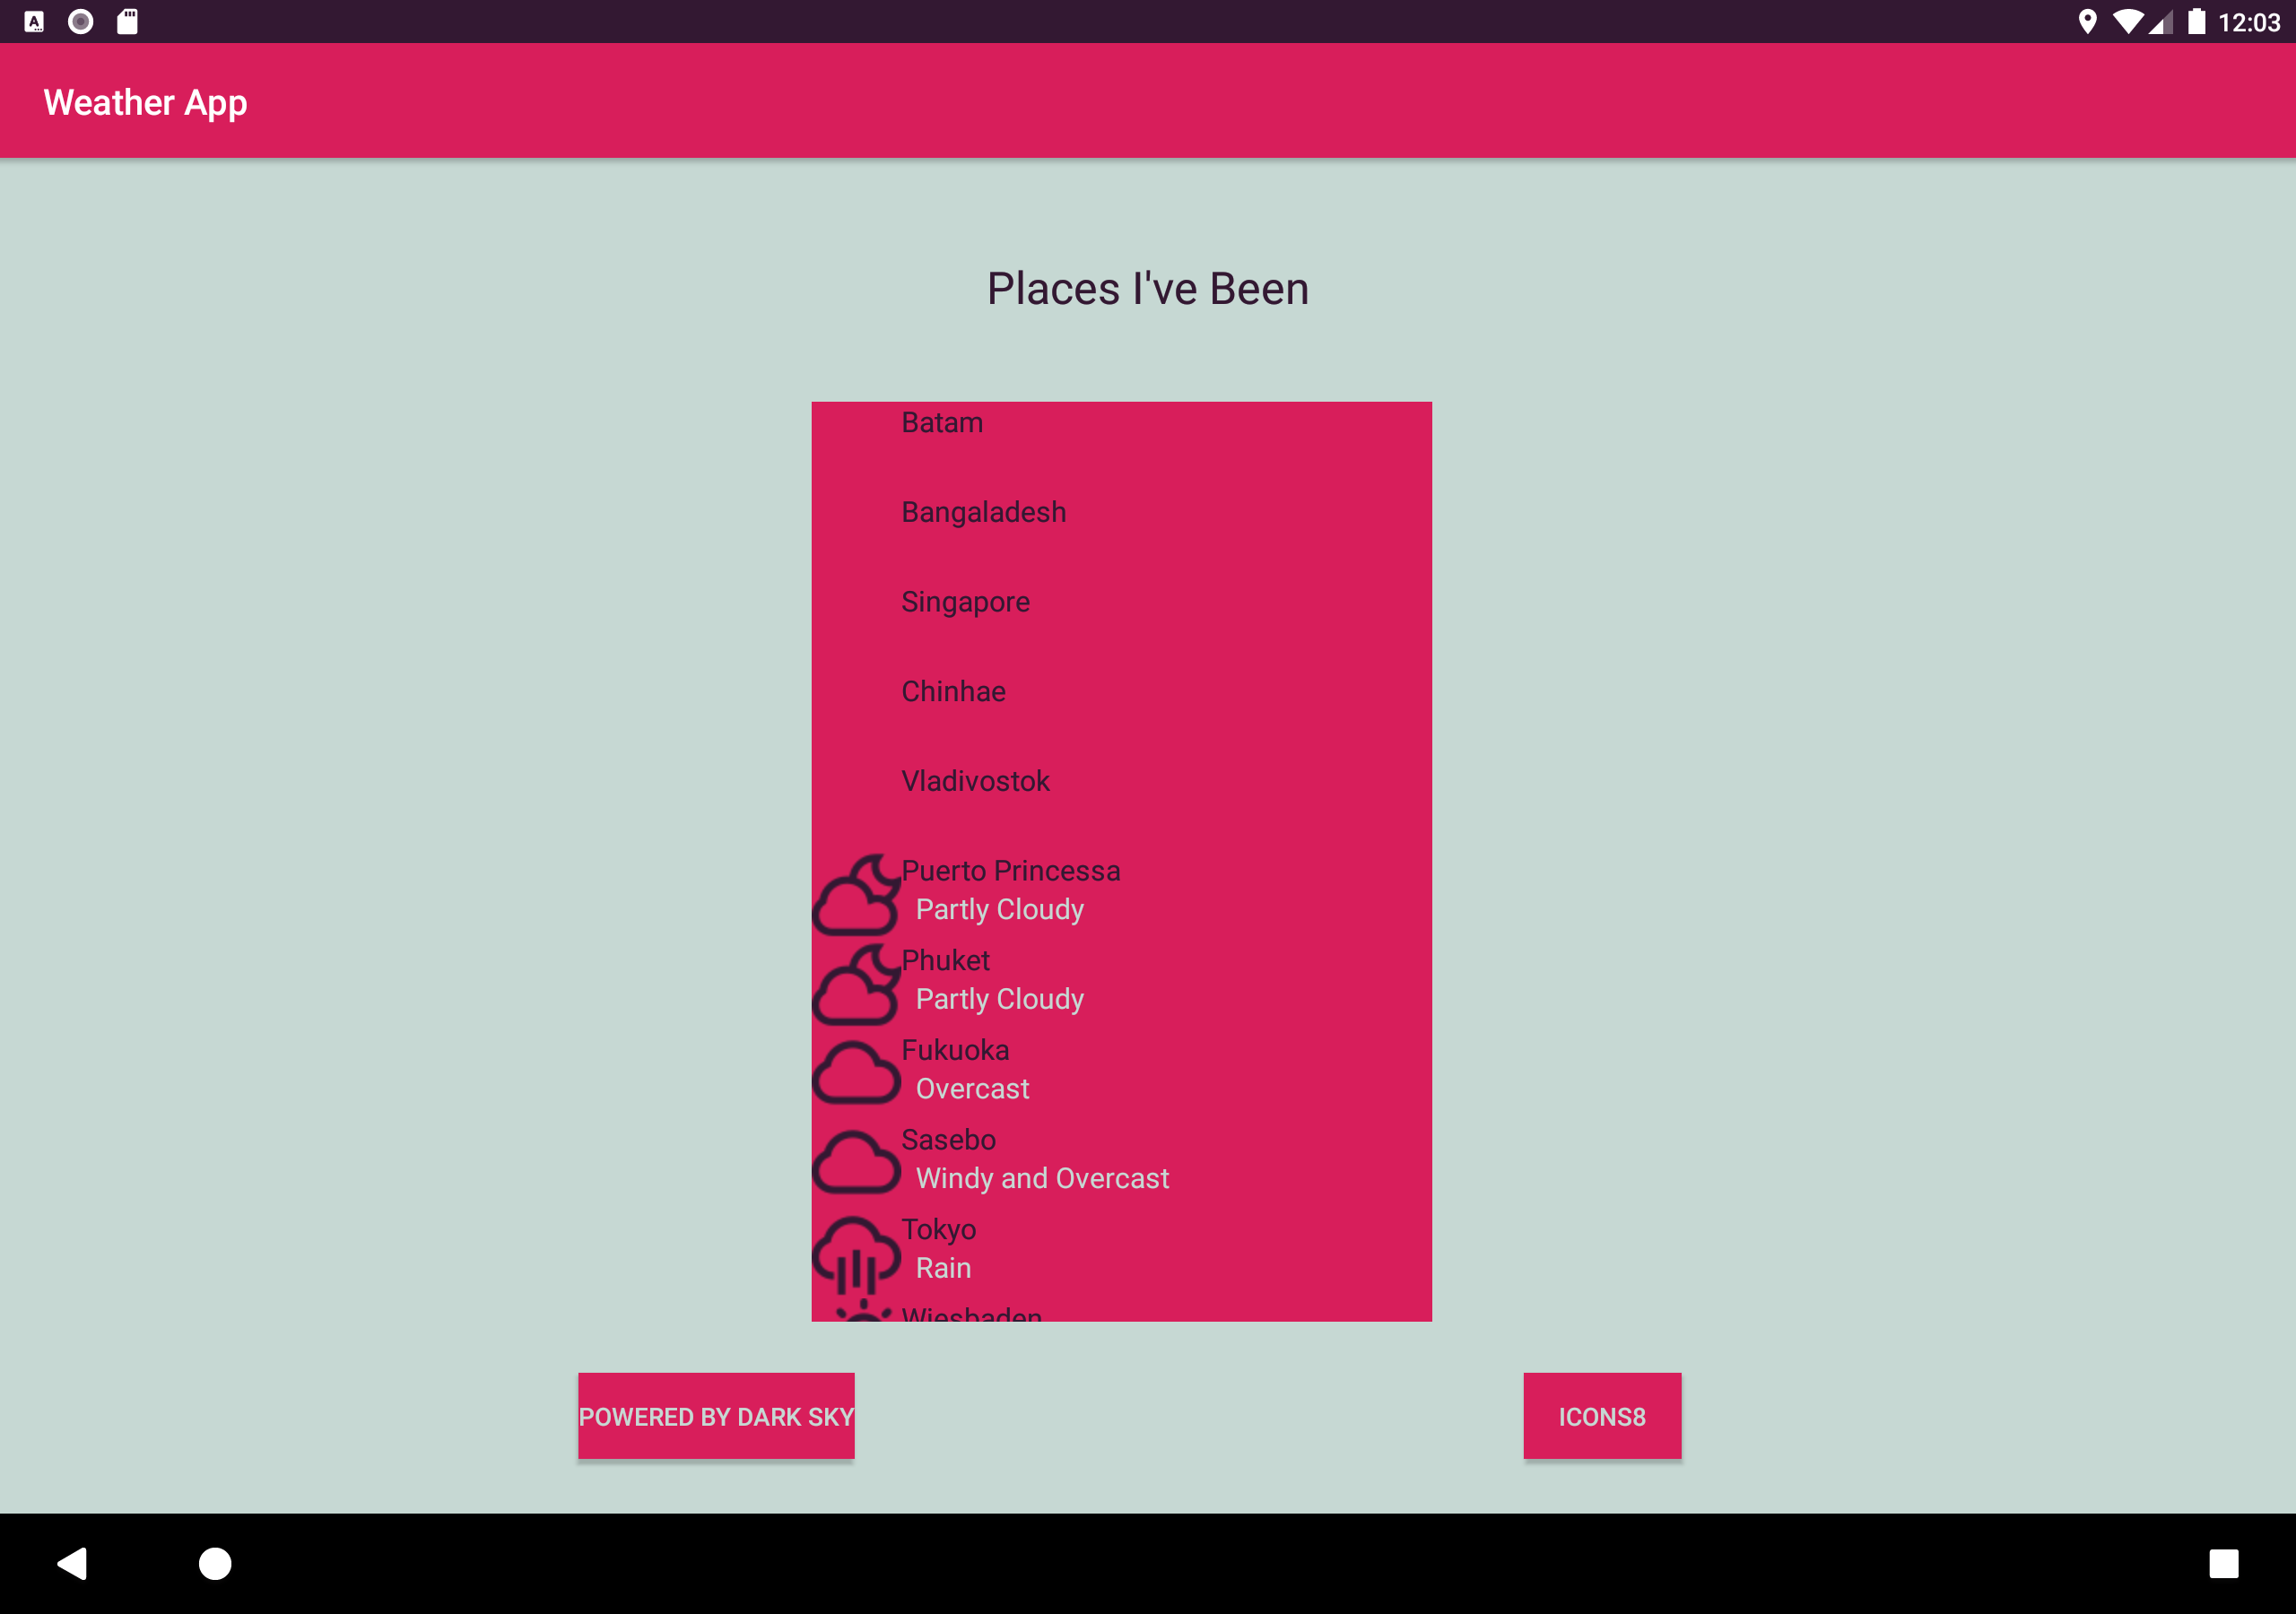 12:03
Weather App
Places I've Been
Batam
Bangaladesh
Singapore
Chinhae
Vladivostok
Puerto Princessa
Partly Cloudy
Phuket
Partly Cloudy
Fukuoka
Overcast
Sasebo
Windy and Overcast
Tokyo
Rain
Wiesbaden
POWERED BY DARK SKY
ICONS8